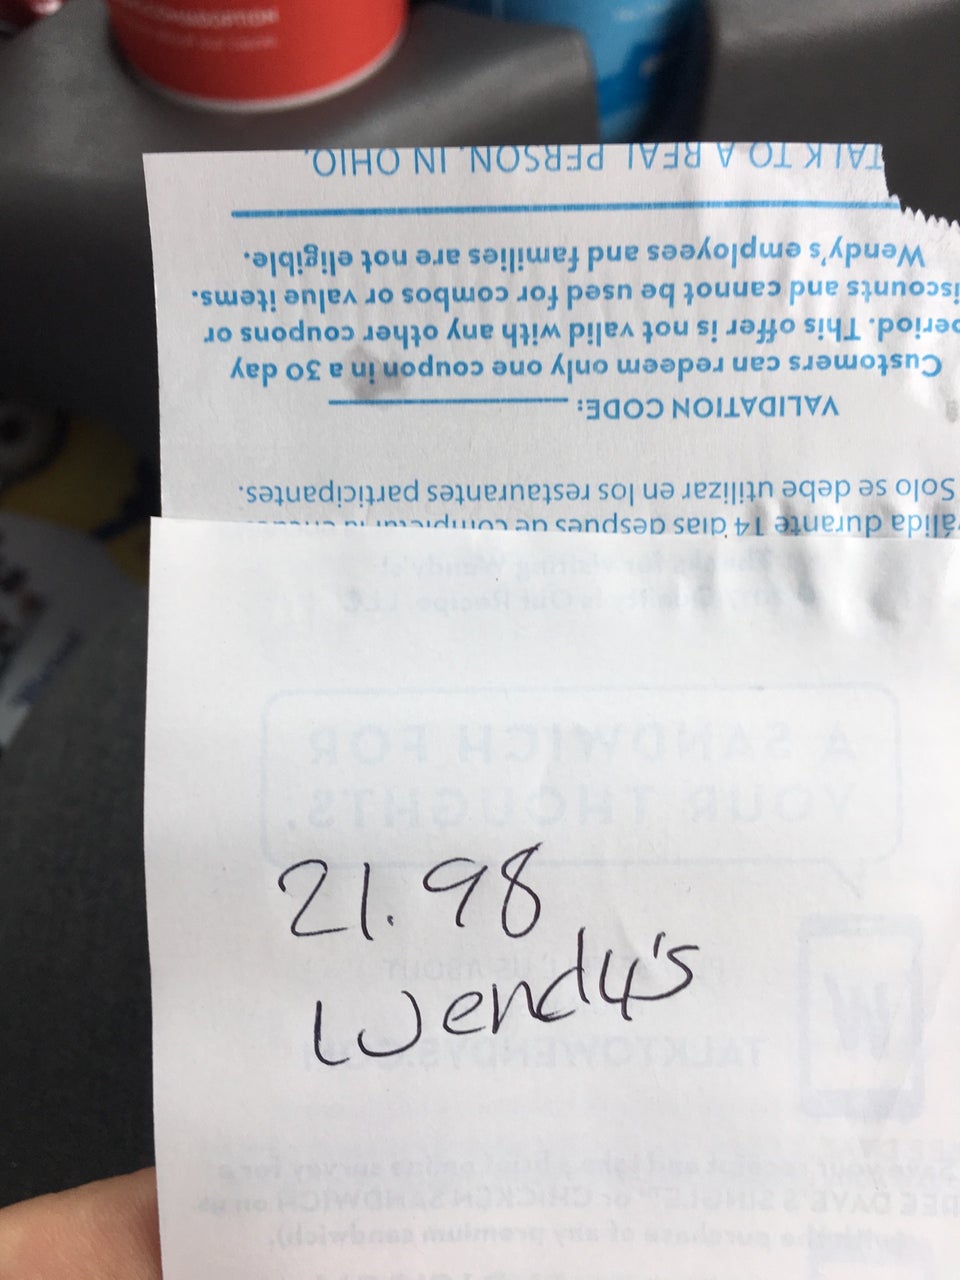 álida durante 14 días después de completar la
Solo se debe utilizar en los restaurantes participantes.
VALIDATION CODE:
Customers can redeem only one coupon in a 30 day
period. This offer is not valid with any other coupons or
discounts and cannot be used for combos or value items.
Wendy's employees and families are not eligible.
TALK TO A REAL PERSON. IN OHIO.
Thanks for visiting Wendy's!
Quality Is Our Recipe, LLC
A SANDWICH FOR
YOUR THOUGHTS.
21.98
Wendy's
US ABOUT
TALKTOWENDYS.COM
Save your receipt and take a brief online survey for a
FREE DAVE'S SINGLE™ or CHICKEN SANDWICH on us
(with the purchase of any premium sandwich).